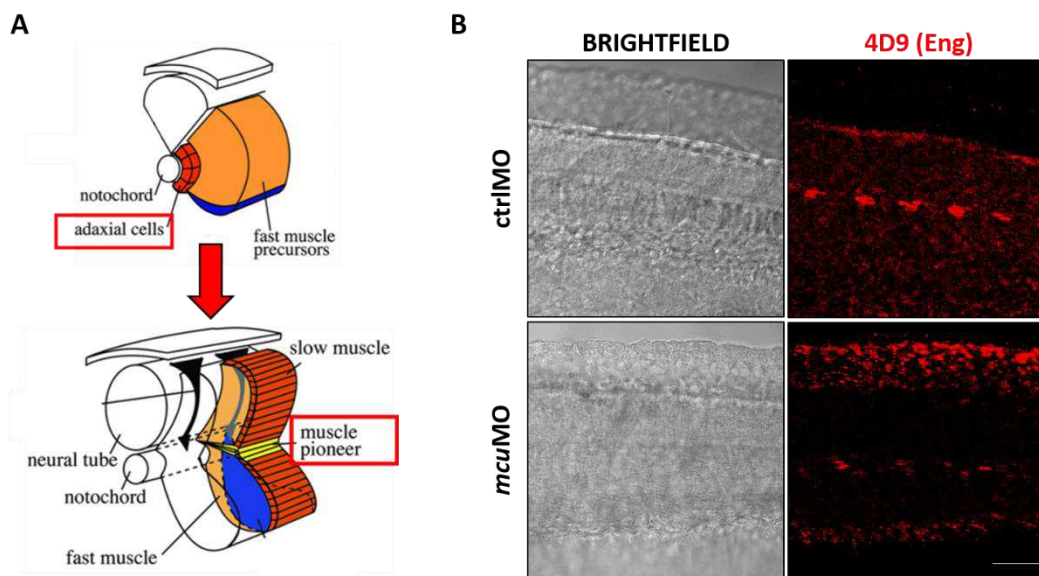 A
notochord
adaxial cells
fast muscle
precursors
slow muscle
muscle
pioneer
neural tube
notochord
fast muscle
B
BRIGHTFIELD
4D9 (Eng)
ctrlMO
mcuMO